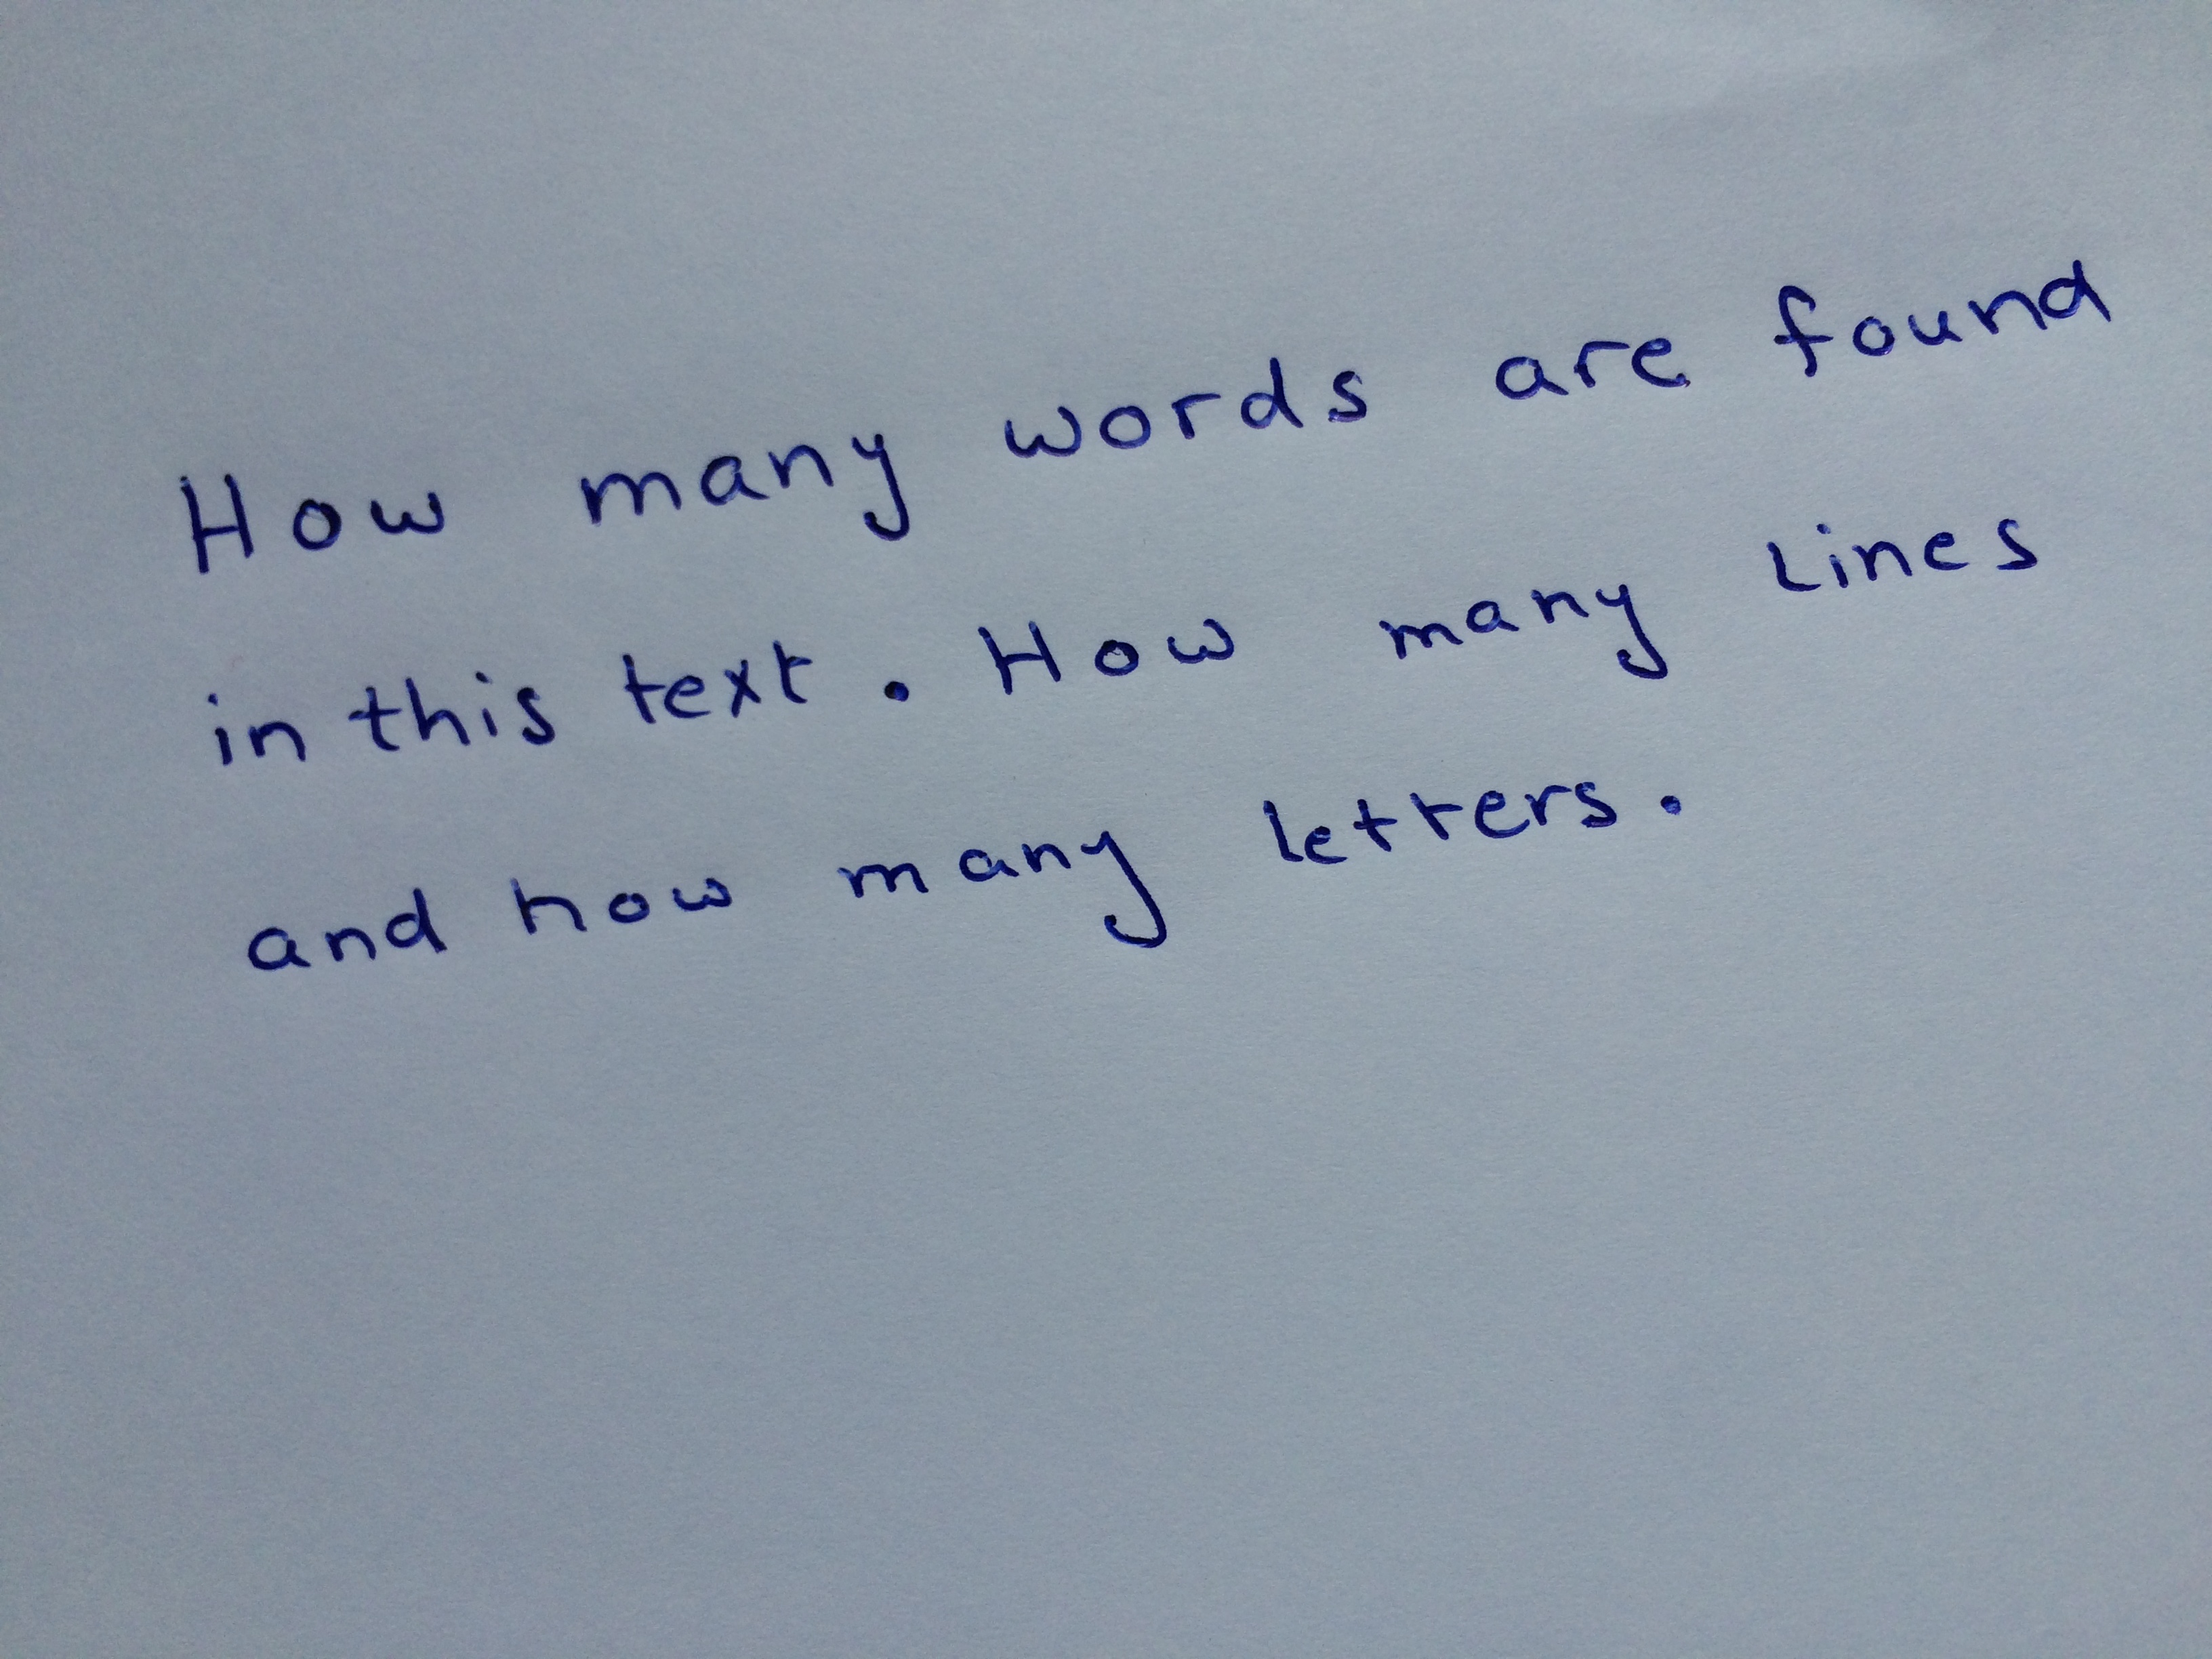 How many words are found
in this text. How many lines
and how many letters.